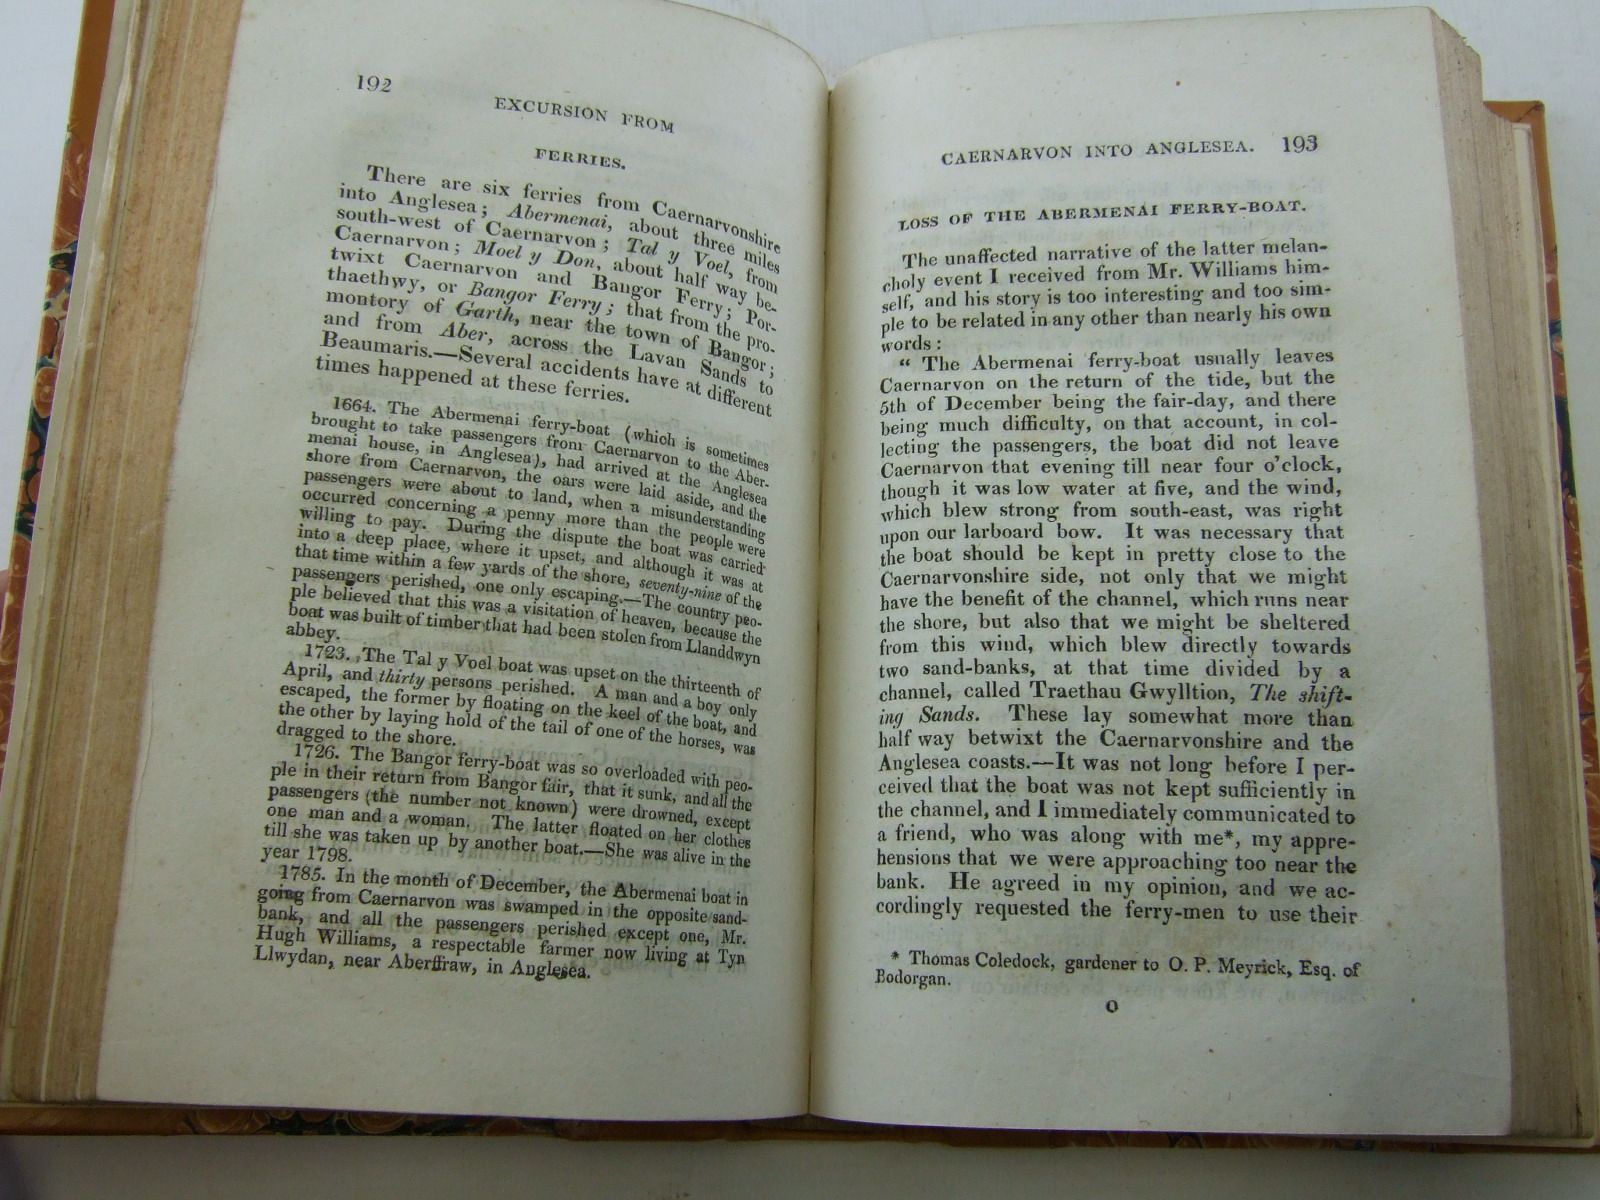 192
EXCURSION FROM
FERRIES.
There are six ferries from Caernarvonshire
into Anglesea; Abermenai, about three miles
south-west of Caernarvon; Tal y Voel, from
Caernarvon; Moel y Don, about half way be-
twixt Caernarvon and Bangor Ferry; Por-
thaethwy, or Bangor Ferry; that from the pro-
montory of Garth, near the town of Bangor;
and from Aber, across the Lavan Sands to
Beaumaris.—Several accidents have at different
times happened at these ferries.
1664. The Abermenai ferry-boat (which is sometimes
brought to take passengers from Caernarvon to the Aber-
menai house, in Anglesea), had arrived at the Anglesea
shore from Caernarvon, the oars were laid aside, and the
passengers were about to land, when a misunderstanding
occurred concerning a penny more than the people were
willing to pay. During the dispute the boat was carried
into a deep place, where it upset, and although it was at
that time within a few yards of the shore, seventy-nine of the
passengers perished, one only escaping.—The country peo-
ple believed that this was a visitation of heaven, because the
boat was built of timber that had been stolen from Llanddwyn
abbey.
1723. The Tal y Voel boat was upset on the thirteenth of
April, and thirty persons perished. A man and a boy only
escaped, the former by floating on the keel of the boat, and
the other by laying hold of the tail of one of the horses, was
dragged to the shore.
1726. The Bangor ferry-boat was so overloaded with peo-
ple in their return from Bangor fair, that it sunk, and all the
passengers (the number not known) were drowned, except
one man and a woman. The latter floated on her clothes
till she was taken up by another boat.—She was alive in the
year 1798.
1785. In the month of December, the Abermenai boat in
going from Caernarvon was swamped in the opposite sand-
bank, and all the passengers perished except one, Mr.
Hugh Williams, a respectable farmer now living at Tyn
Llwydan, near Aberffraw, in Anglesea.
CAERNARVON INTO ANGLESEA. 193
LOSS OF THE ABERMENAI FERRY-BOAT.
The unaffected narrative of the latter melan-
choly event I received from Mr. Williams him-
self, and his story is too interesting and too sim-
ple to be related in any other than nearly his own
words:
“ The Abermenai ferry-boat usually leaves
Caernarvon on the return of the tide, but the
5th of December being the fair-day, and there
being much difficulty, on that account, in col-
lecting the passengers, the boat did not leave
Caernarvon that evening till near four o'clock,
though it was low water at five, and the wind,
which blew strong from south-east, was right
upon our larboard bow. It was necessary that
the boat should be kept in pretty close to the
Caernarvonshire side, not only that we might
have the benefit of the channel, which runs near
the shore, but also that we might be sheltered
from this wind, which blew directly towards
two sand-banks, at that time divided by a
channel, called Traethau Gwylltion, The shift-
ing Sands. These lay somewhat more than
half way betwixt the Caernarvonshire and the
Anglesea coasts.—It was not long before I per-
ceived that the boat was not kept sufficiently in
the channel, and I immediately communicated to
a friend, who was along with me*, my appre-
hensions that we were approaching too near the
bank. He agreed in my opinion, and we ac-
cordingly requested the ferry-men to use their
* Thomas Coledock, gardener to O. P. Meyrick, Esq. of
Bodorgan.
O